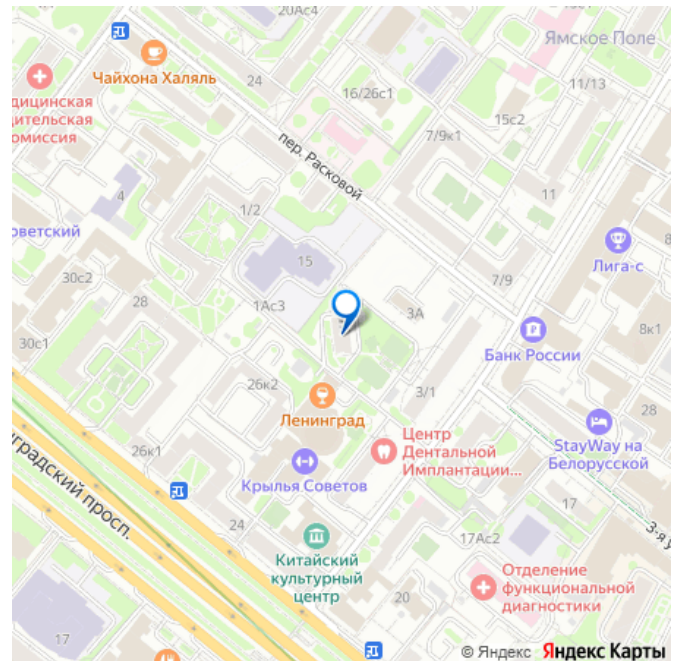 20Ас4
Ямское Поле
Чайхона Халяль
24
11/13
дицинская
дительская
омиссия
16/26с1
15с2
7/9к1
пер. Расковой
4
1/2
11
оветский
15
Лига-с
8
30с2
28
1Ас3
3А
7/9
8к1
30с1
Банк России
26к2
3/1
28
Ленинград
StayWay на
Белорусской
Центр
Дентальной
Имплантации...
26к1
нградский просп.
Крылья Советов
24
17
17Ас2
3-я у
Китайский
культурный
центр
Отделение
функциональной
диагностики
20
17
© Яндекс Яндекс Карты